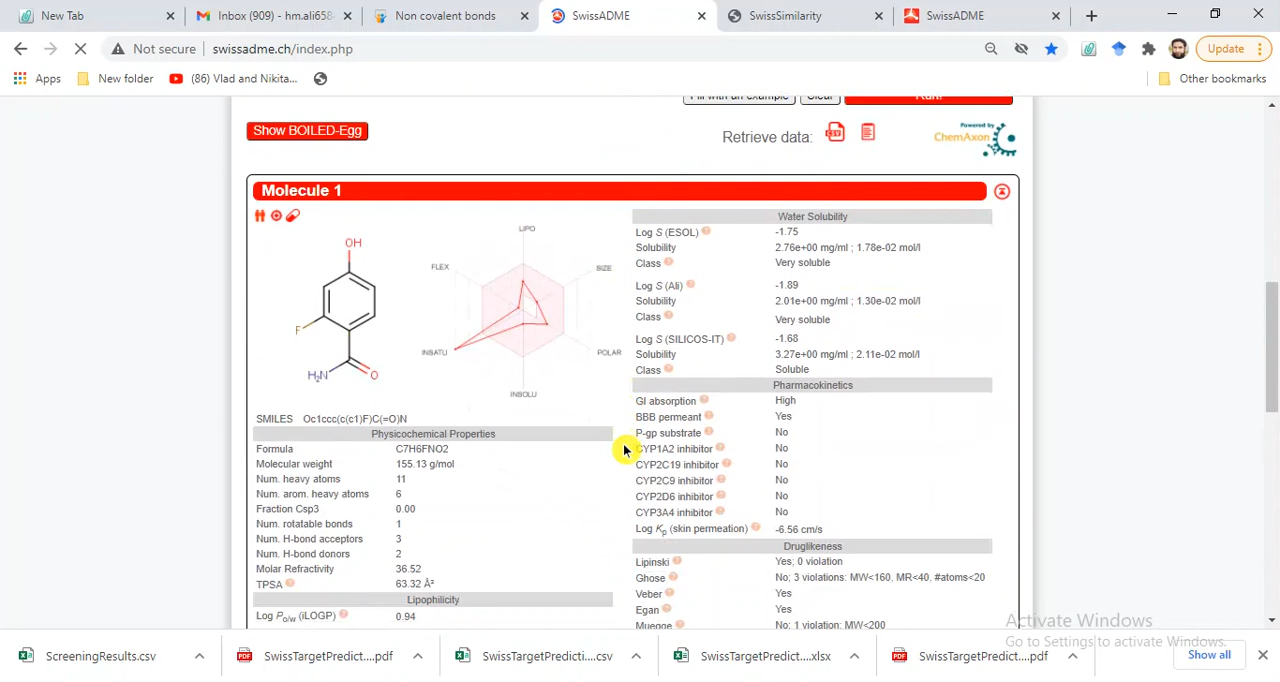 New Tab
Inbox (909) - hm.ali658
Non covalent bonds
SwissADME
SwissSimilarity
SwissADME
Not secure
swissadme.ch/index.php
Update
Apps
New folder
(86) Vlad and Nikita...
Other bookmarks
Fill with an example
Clear
Run!
Show BOILED-Egg
Retrieve data:
CSV
Powered by
ChemAxon
Molecule 1
LIPO
FLEX
SIZE
INSATU
POLAR
INSOLU
OH
F
H2N
O
SMILES Oc1ccc(c(c1)F)C(=O)N
Physicochemical Properties
Formula C7H6FNO2
Molecular weight 155.13 g/mol
Num. heavy atoms 11
Num. arom. heavy atoms 6
Fraction Csp3 0.00
Num. rotatable bonds 1
Num. H-bond acceptors 3
Num. H-bond donors 2
Molar Refractivity 36.52
TPSA ? 63.32 Å²
Lipophilicity
Log Po/w (iLOGP) ? 0.94
Water Solubility
Log S (ESOL) ? -1.75
Solubility 2.76e+00 mg/ml ; 1.78e-02 mol/l
Class ? Very soluble
Log S (Ali) ? -1.89
Solubility 2.01e+00 mg/ml ; 1.30e-02 mol/l
Class ? Very soluble
Log S (SILICOS-IT) ? -1.68
Solubility 3.27e+00 mg/ml ; 2.11e-02 mol/l
Class ? Soluble
Pharmacokinetics
GI absorption ? High
BBB permeant ? Yes
P-gp substrate ? No
CYP1A2 inhibitor ? No
CYP2C19 inhibitor ? No
CYP2C9 inhibitor ? No
CYP2D6 inhibitor ? No
CYP3A4 inhibitor ? No
Log Kp (skin permeation) ? -6.56 cm/s
Druglikeness
Lipinski ? Yes; 0 violation
Ghose ? No; 3 violations: MW<160, MR<40, #atoms<20
Veber ? Yes
Egan ? Yes
Muegge ? No; 1 violation: MW<200
Activate Windows
Go to Settings to activate Windows.
ScreeningResults.csv
SwissTargetPredict....pdf
SwissTargetPredicti....csv
SwissTargetPredict....xlsx
SwissTargetPredict....pdf
Show all